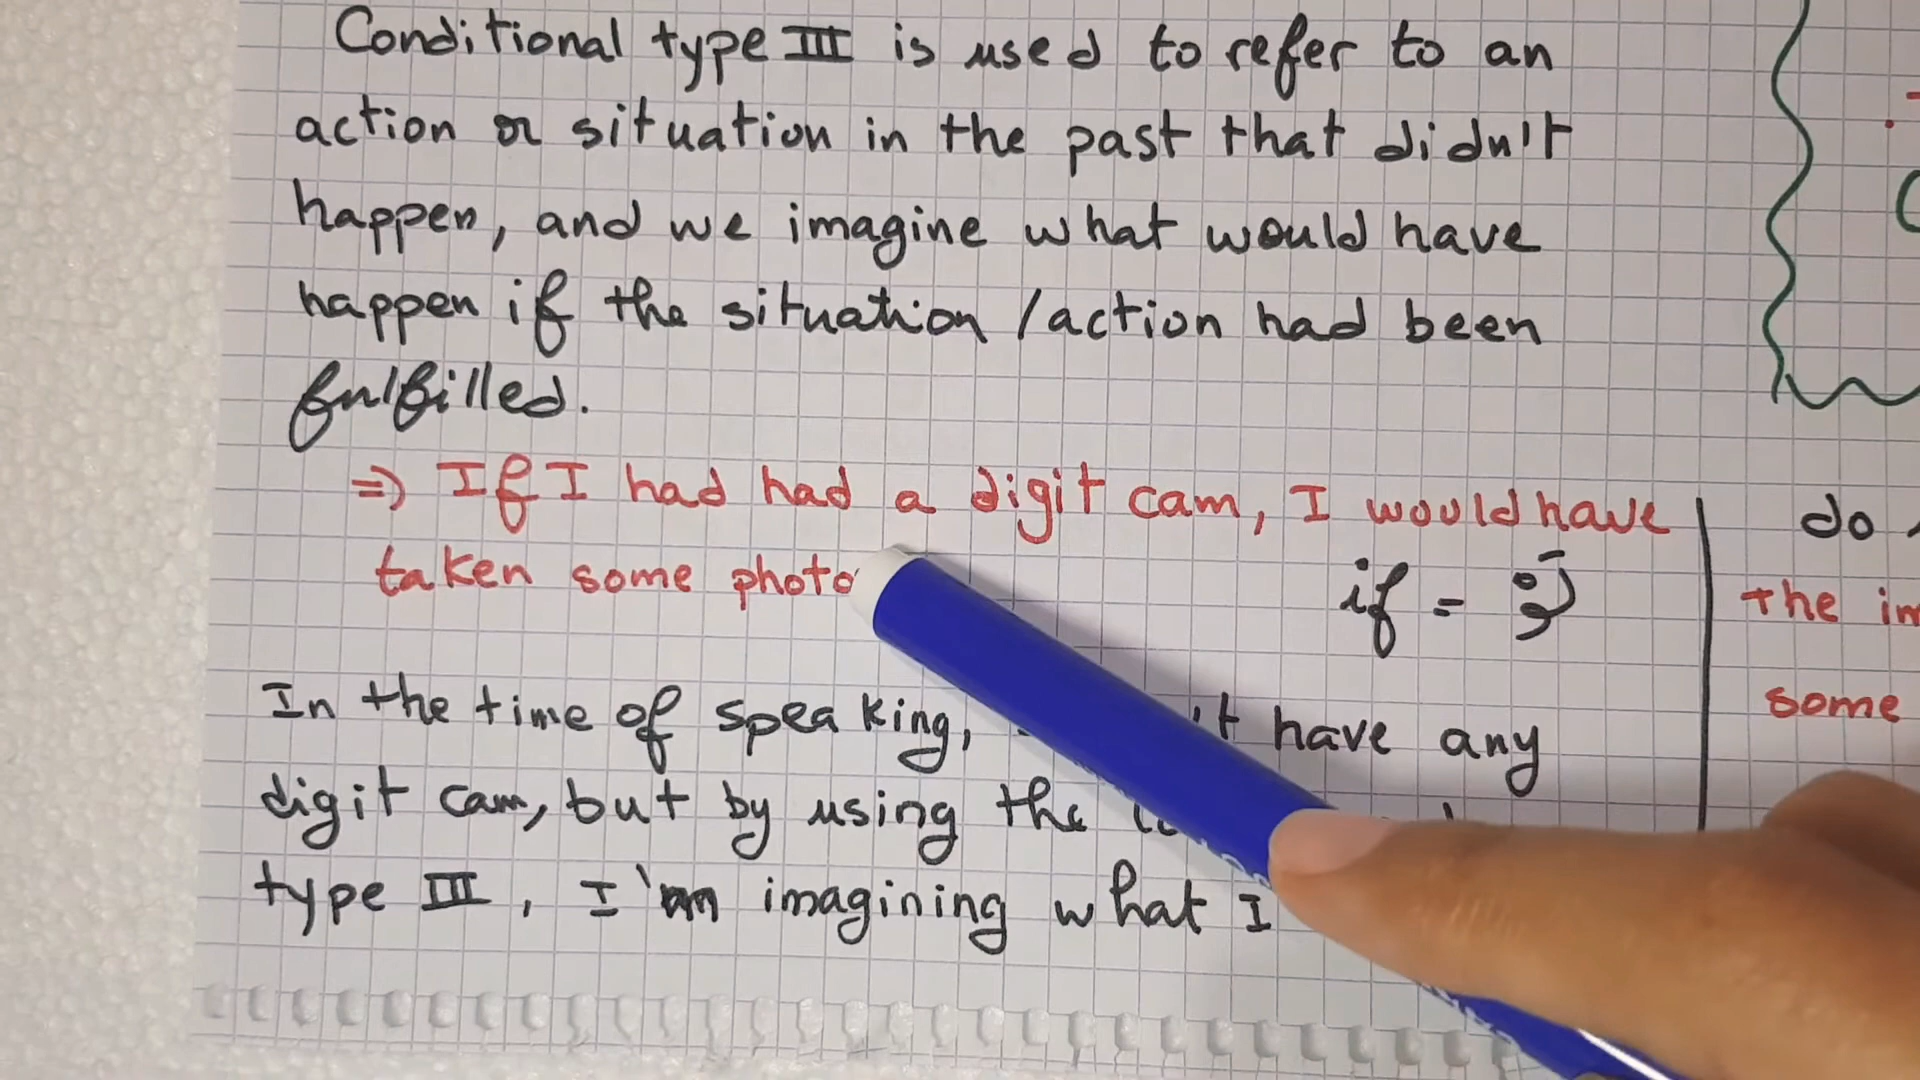 Conditional type III is used to refer to an
action or situation in the past that didn't
happen, and we imagine what would have
happen if the situation / action had been
fulfilled.
=> If I had had a digit cam, I would have
taken some photo
if = لو
In the time of speaking, have any
digit cam, but by using the
type III, I'am imagining what I
do
the
some